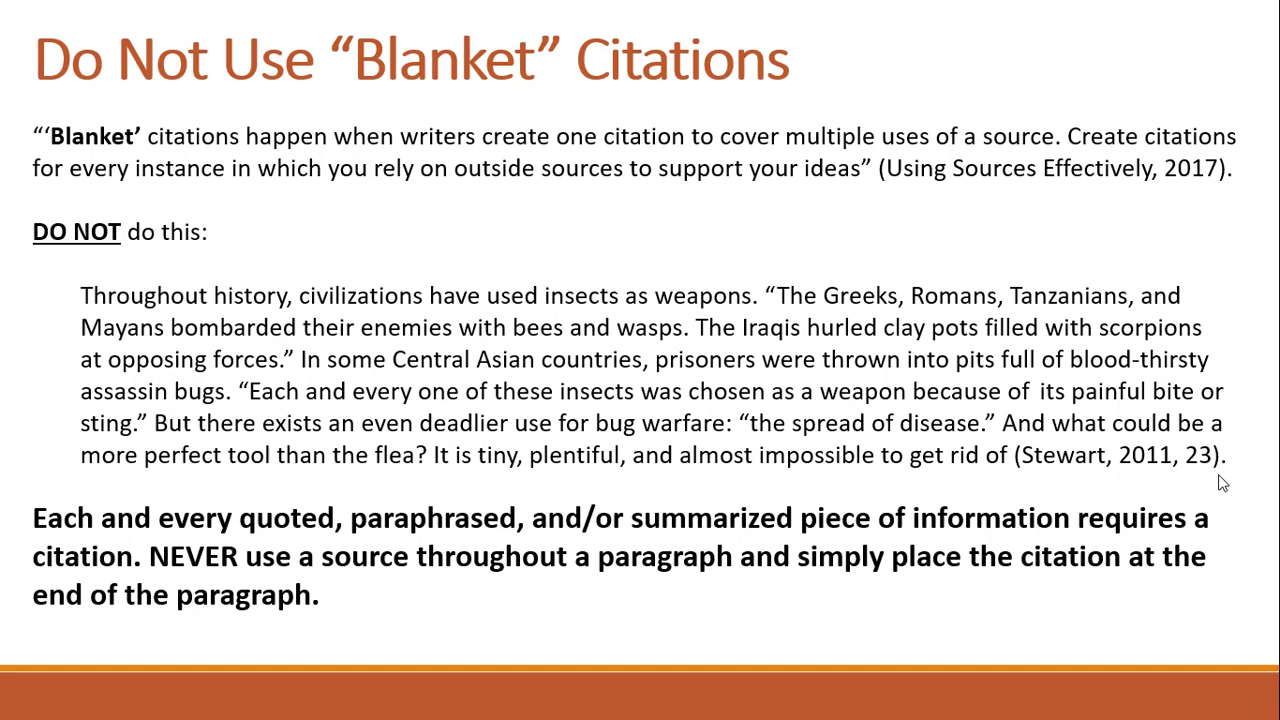 Do Not Use “Blanket” Citations
“‘Blanket’ citations happen when writers create one citation to cover multiple uses of a source. Create citations
for every instance in which you rely on outside sources to support your ideas” (Using Sources Effectively, 2017).
DO NOT do this:
Throughout history, civilizations have used insects as weapons. “The Greeks, Romans, Tanzanians, and
Mayans bombarded their enemies with bees and wasps. The Iraqis hurled clay pots filled with scorpions
at opposing forces.” In some Central Asian countries, prisoners were thrown into pits full of blood-thirsty
assassin bugs. “Each and every one of these insects was chosen as a weapon because of its painful bite or
sting.” But there exists an even deadlier use for bug warfare: “the spread of disease.” And what could be a
more perfect tool than the flea? It is tiny, plentiful, and almost impossible to get rid of (Stewart, 2011, 23).
Each and every quoted, paraphrased, and/or summarized piece of information requires a
citation. NEVER use a source throughout a paragraph and simply place the citation at the
end of the paragraph.